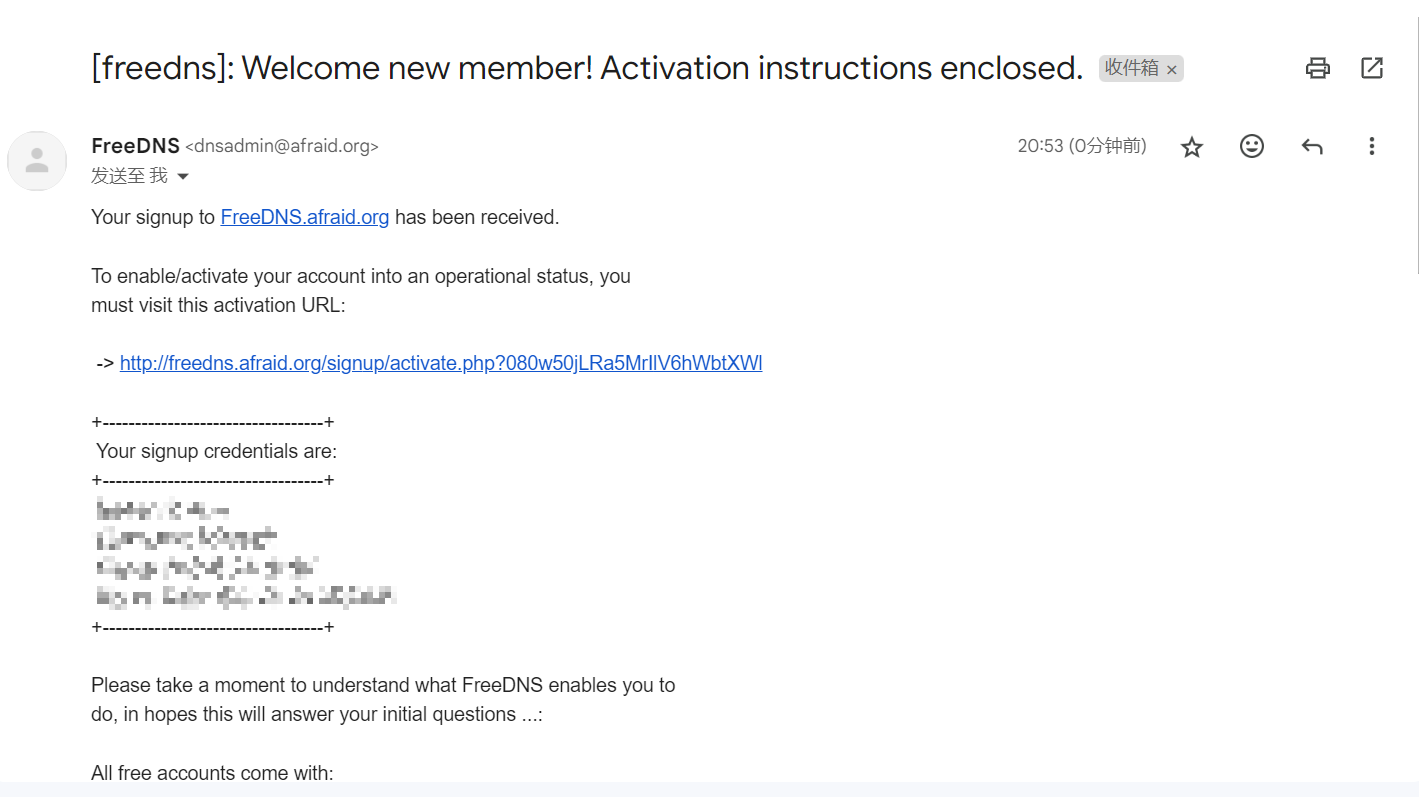 [freedns]: Welcome new member! Activation instructions enclosed. 收件箱 ×
FreeDNS <dnsadmin@afraid.org> 20:53 (0分钟前)
发送至 我
Your signup to FreeDNS.afraid.org has been received.
To enable/activate your account into an operational status, you
must visit this activation URL:
-> http://freedns.afraid.org/signup/activate.php?080w50jLRa5MrIlV6hWbtXWl
+----------------------------------+
Your signup credentials are:
+----------------------------------+
+----------------------------------+
Please take a moment to understand what FreeDNS enables you to
do, in hopes this will answer your initial questions ...:
All free accounts come with: